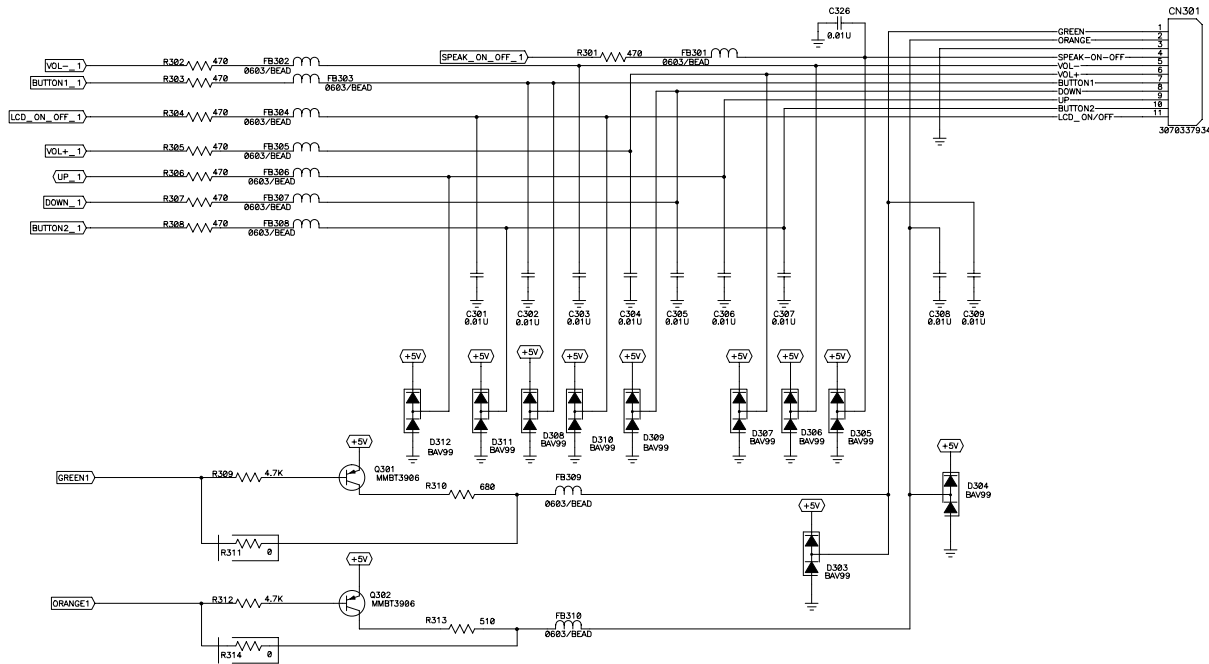 C326
0.01U
CN301
GREEN 1
ORANGE 2
3
SPEAK-ON-OFF 4
VOL- 5
VOL+ 6
BUTTON1 7
DOWN 8
UP 9
BUTTON2 10
LCD_ ON/OFF 11
3070337934
SPEAK_ON_OFF_1 R301 470 FB301
0603/BEAD
VOL-_1 R302 470 FB302
0603/BEAD
BUTTON1_1 R303 470 FB303
0603/BEAD
LCD_ON_OFF_1 R304 470 FB304
0603/BEAD
VOL+_1 R305 470 FB305
0603/BEAD
UP_1 R306 470 FB306
0603/BEAD
DOWN_1 R307 470 FB307
0603/BEAD
BUTTON2_1 R308 470 FB308
0603/BEAD
C301 C302 C303 C304 C305 C306 C307 C308 C309
0.01U 0.01U 0.01U 0.01U 0.01U 0.01U 0.01U 0.01U 0.01U
+5V +5V +5V +5V +5V +5V +5V +5V
D312 D311 D308 D310 D309 D307 D306 D305
BAV99 BAV99 BAV99 BAV99 BAV99 BAV99 BAV99 BAV99
+5V
GREEN1 R309 4.7K
Q301
MMBT3906
R310 680
FB309
0603/BEAD
R311 0
+5V
D304
BAV99
+5V
D303
BAV99
+5V
ORANGE1 R312 4.7K
Q302
MMBT3906
R313 510
FB310
0603/BEAD
R314 0